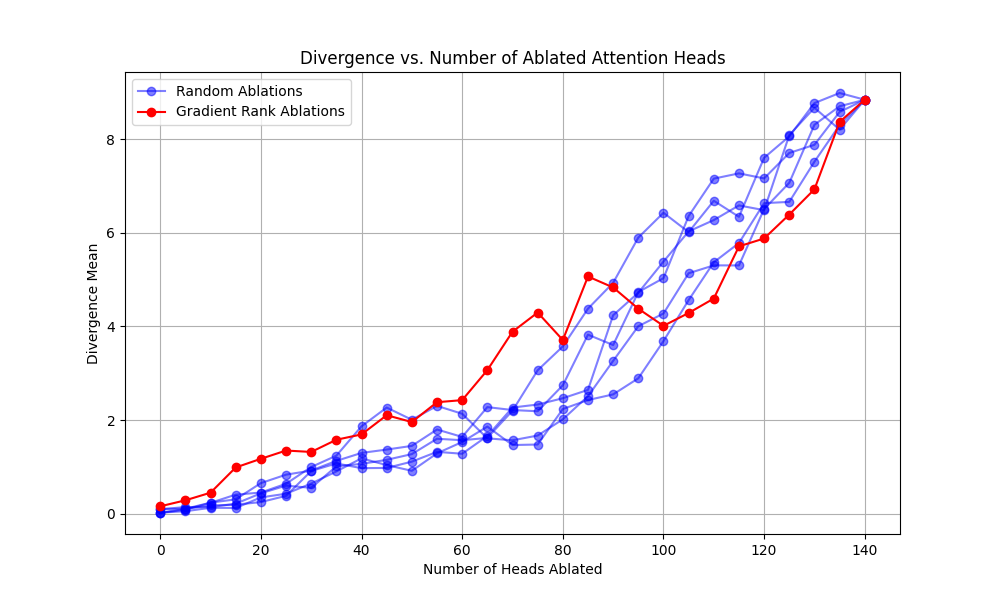 Divergence vs. Number of Ablated Attention Heads
Random Ablations
Gradient Rank Ablations
Divergence Mean
8
6
4
2
0
0 20 40 60 80 100 120 140
Number of Heads Ablated